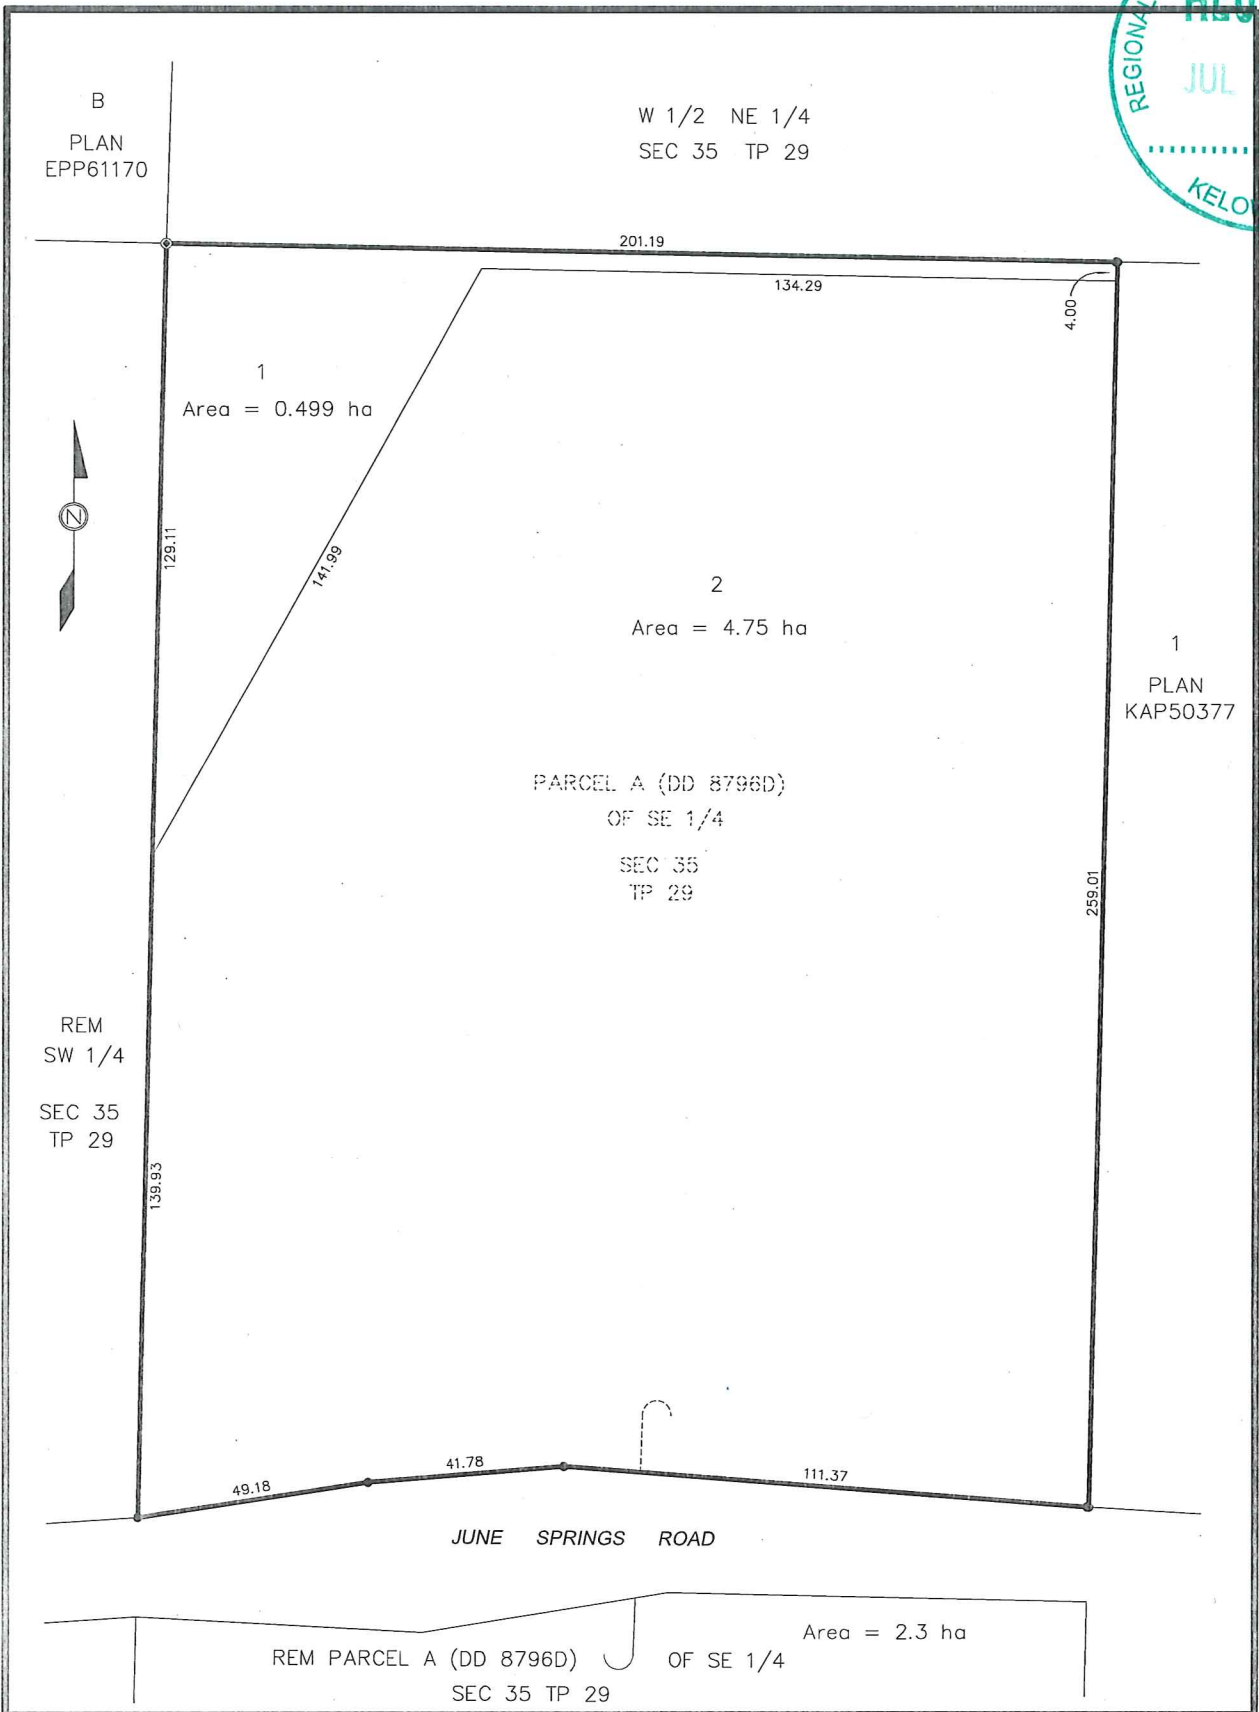 REGIONAL
JUL
B
PLAN
EPP61170
W 1/2 NE 1/4
SEC 35 TP 29
201.19
134.29
4.00
1
Area = 0.499 ha
N
129.11
141.99
2
Area = 4.75 ha
1
PLAN
KAP50377
PARCEL A (DD 8796D)
OF SE 1/4
SEC 35
TP 29
259.01
REM
SW 1/4
SEC 35
TP 29
139.93
49.18
41.78
111.37
JUNE SPRINGS ROAD
Area = 2.3 ha
REM PARCEL A (DD 8796D) OF SE 1/4
SEC 35 TP 29